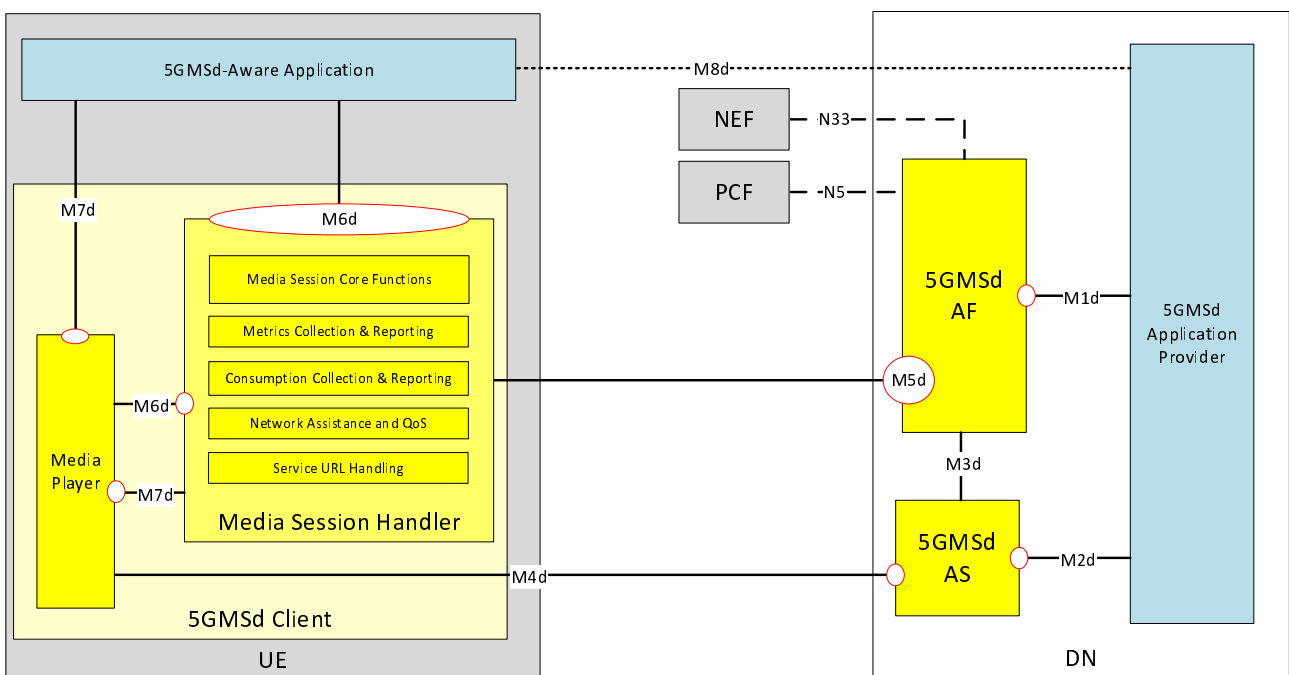 5GMSd-Aware Application
M8d
NEF
N33
PCF
N5
M7d
M6d
Media Session Core Functions
Metrics Collection & Reporting
Consumption Collection & Reporting
Network Assistance and QoS
Service URL Handling
Media Session Handler
M6d
M7d
Media
Player
M4d
5GMSd Client
UE
M5d
5GMSd
AF
M1d
M3d
5GMSd
AS
M2d
5GMSd
Application
Provider
DN